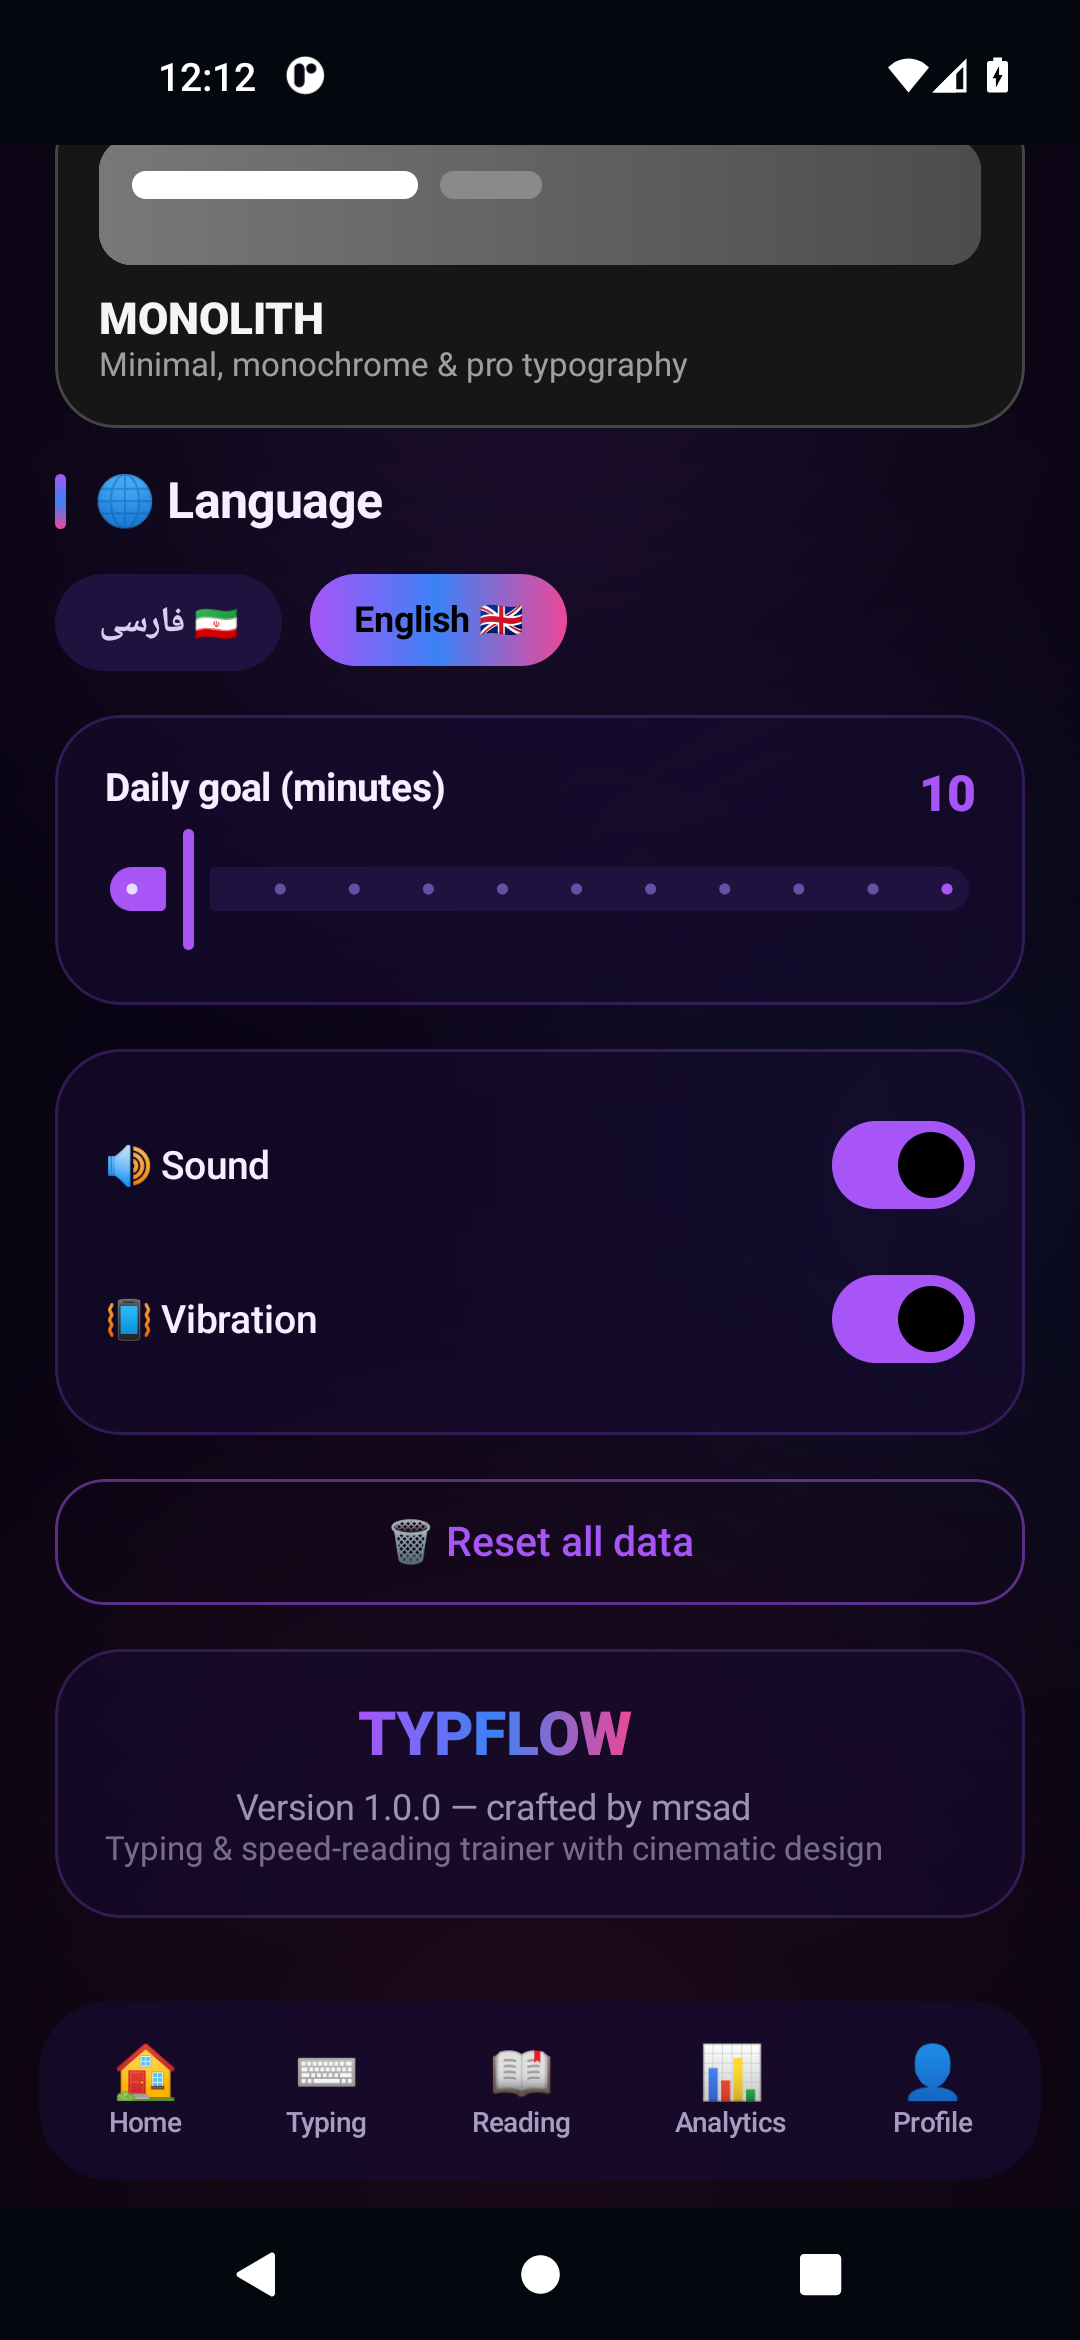 12:12
MONOLITH
Minimal, monochrome & pro typography
🌐 Language
فارسی 🇮🇷
English 🇬🇧
Daily goal (minutes)
10
🔊 Sound
📳 Vibration
🗑️ Reset all data
TYPFLOW
Version 1.0.0 — crafted by mrsad
Typing & speed-reading trainer with cinematic design
Home
Typing
Reading
Analytics
Profile